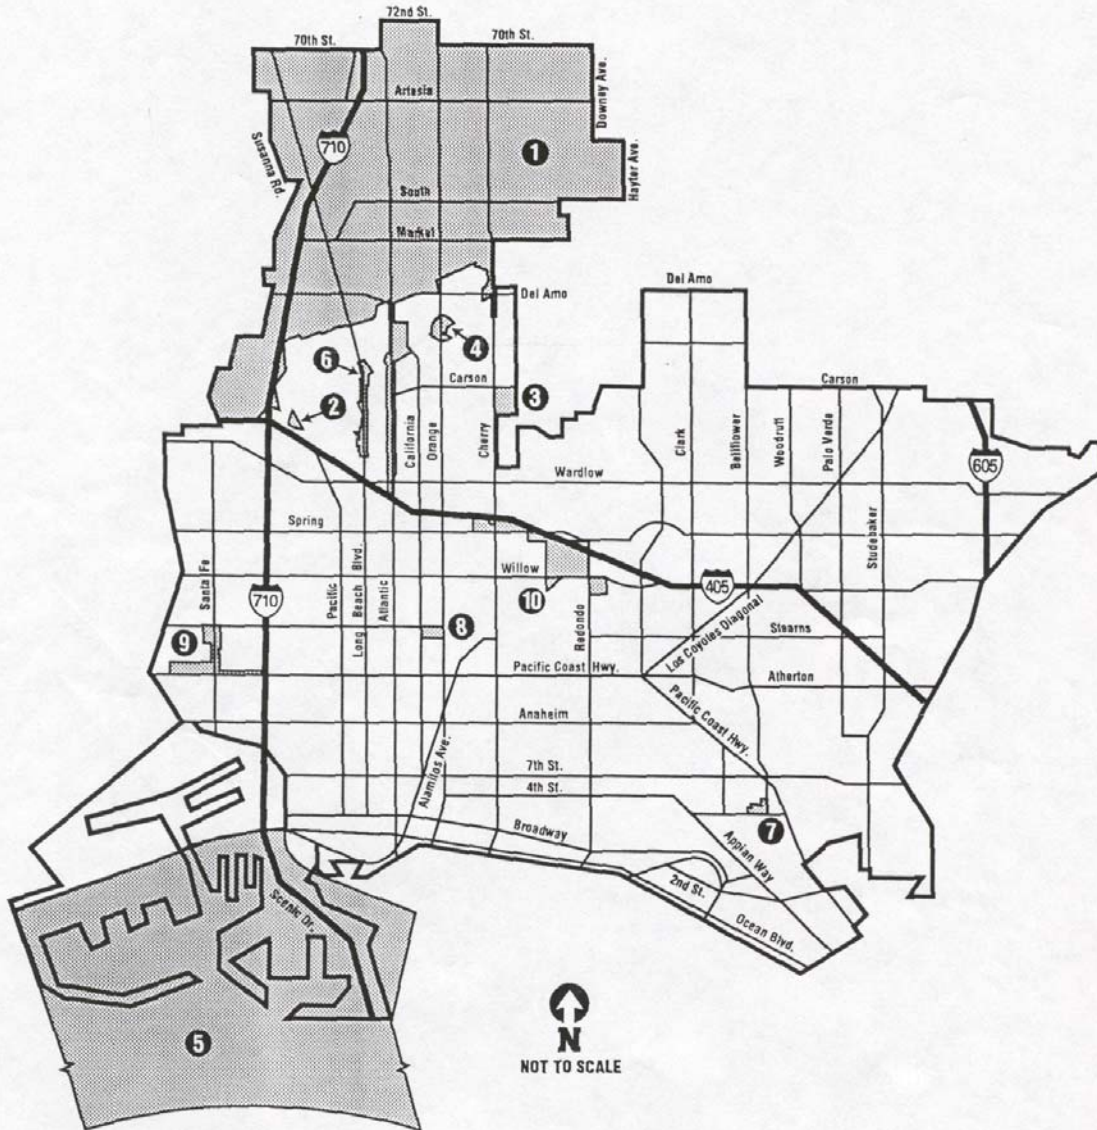 72nd St.
70th St.
70th St.
Artesia
Downey Ave.
710
1
Susanna Rd.
Hayter Ave.
South
Market
Del Amo
Del Amo
4
6
2
Carson
3
Carson
California
Orange
Cherry
Clark
Bellflower
Woodruff
Palo Verde
605
Wardlow
Spring
Studebaker
Santa Fe
Pacific
Long Beach Blvd.
Atlantic
Willow
405
710
10
Redondo
Los Coyotes Diagonal
8
9
Stearns
Pacific Coast Hwy.
Atherton
Pacific Coast Hwy.
Anaheim
Alamitos Ave.
7th St.
4th St.
Broadway
7
Appian Way
2nd St.
Ocean Blvd.
Scenic Dr.
5
N
NOT TO SCALE